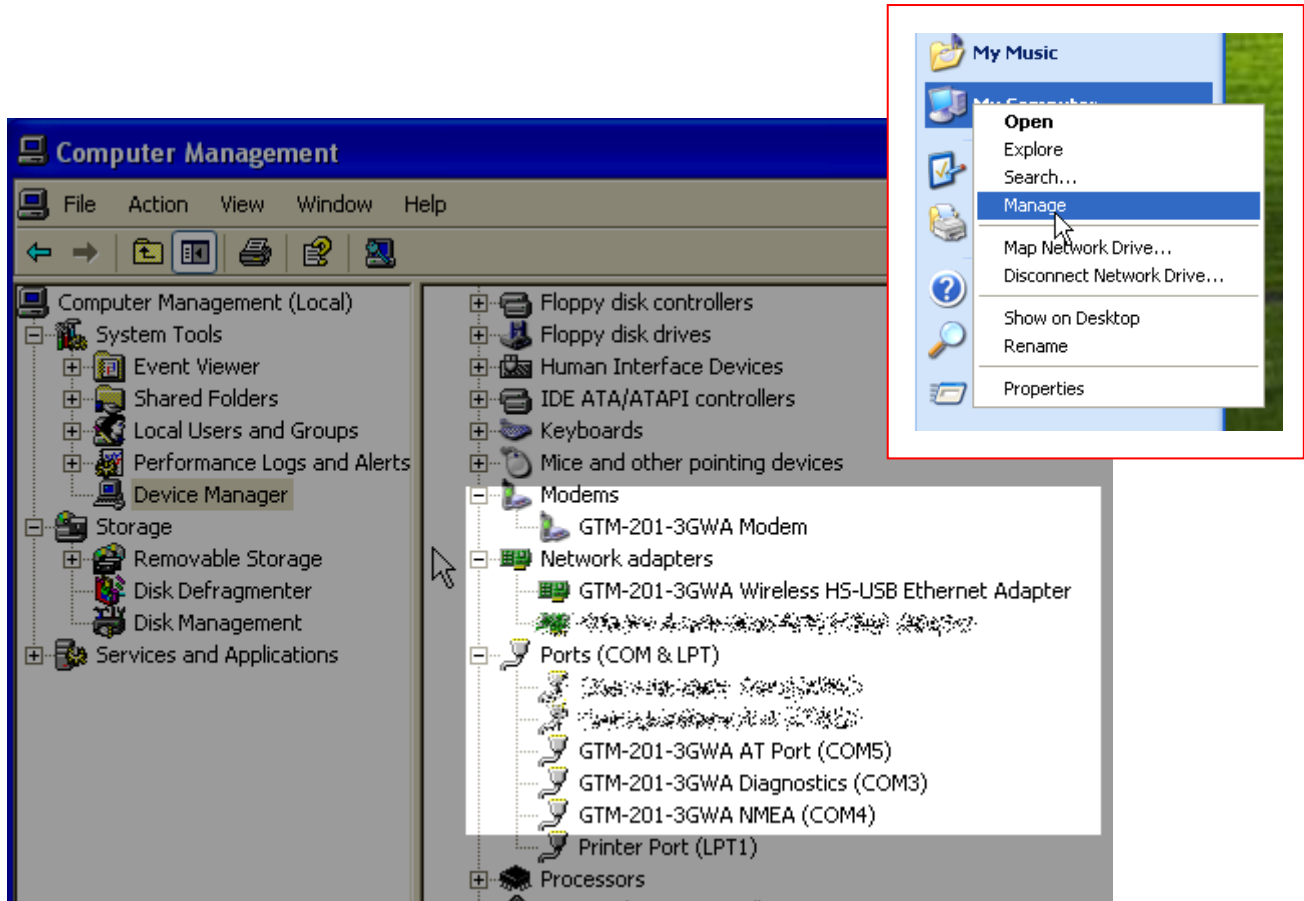 My Music
My Computer
Open
Explore
Search...
Manage
Map Network Drive...
Disconnect Network Drive...
Show on Desktop
Rename
Properties
Computer Management
File Action View Window Help
Computer Management (Local)
System Tools
Event Viewer
Shared Folders
Local Users and Groups
Performance Logs and Alerts
Device Manager
Storage
Removable Storage
Disk Defragmenter
Disk Management
Services and Applications
Floppy disk controllers
Floppy disk drives
Human Interface Devices
IDE ATA/ATAPI controllers
Keyboards
Mice and other pointing devices
Modems
GTM-201-3GWA Modem
Network adapters
GTM-201-3GWA Wireless HS-USB Ethernet Adapter
Ports (COM & LPT)
GTM-201-3GWA AT Port (COM5)
GTM-201-3GWA Diagnostics (COM3)
GTM-201-3GWA NMEA (COM4)
Printer Port (LPT1)
Processors